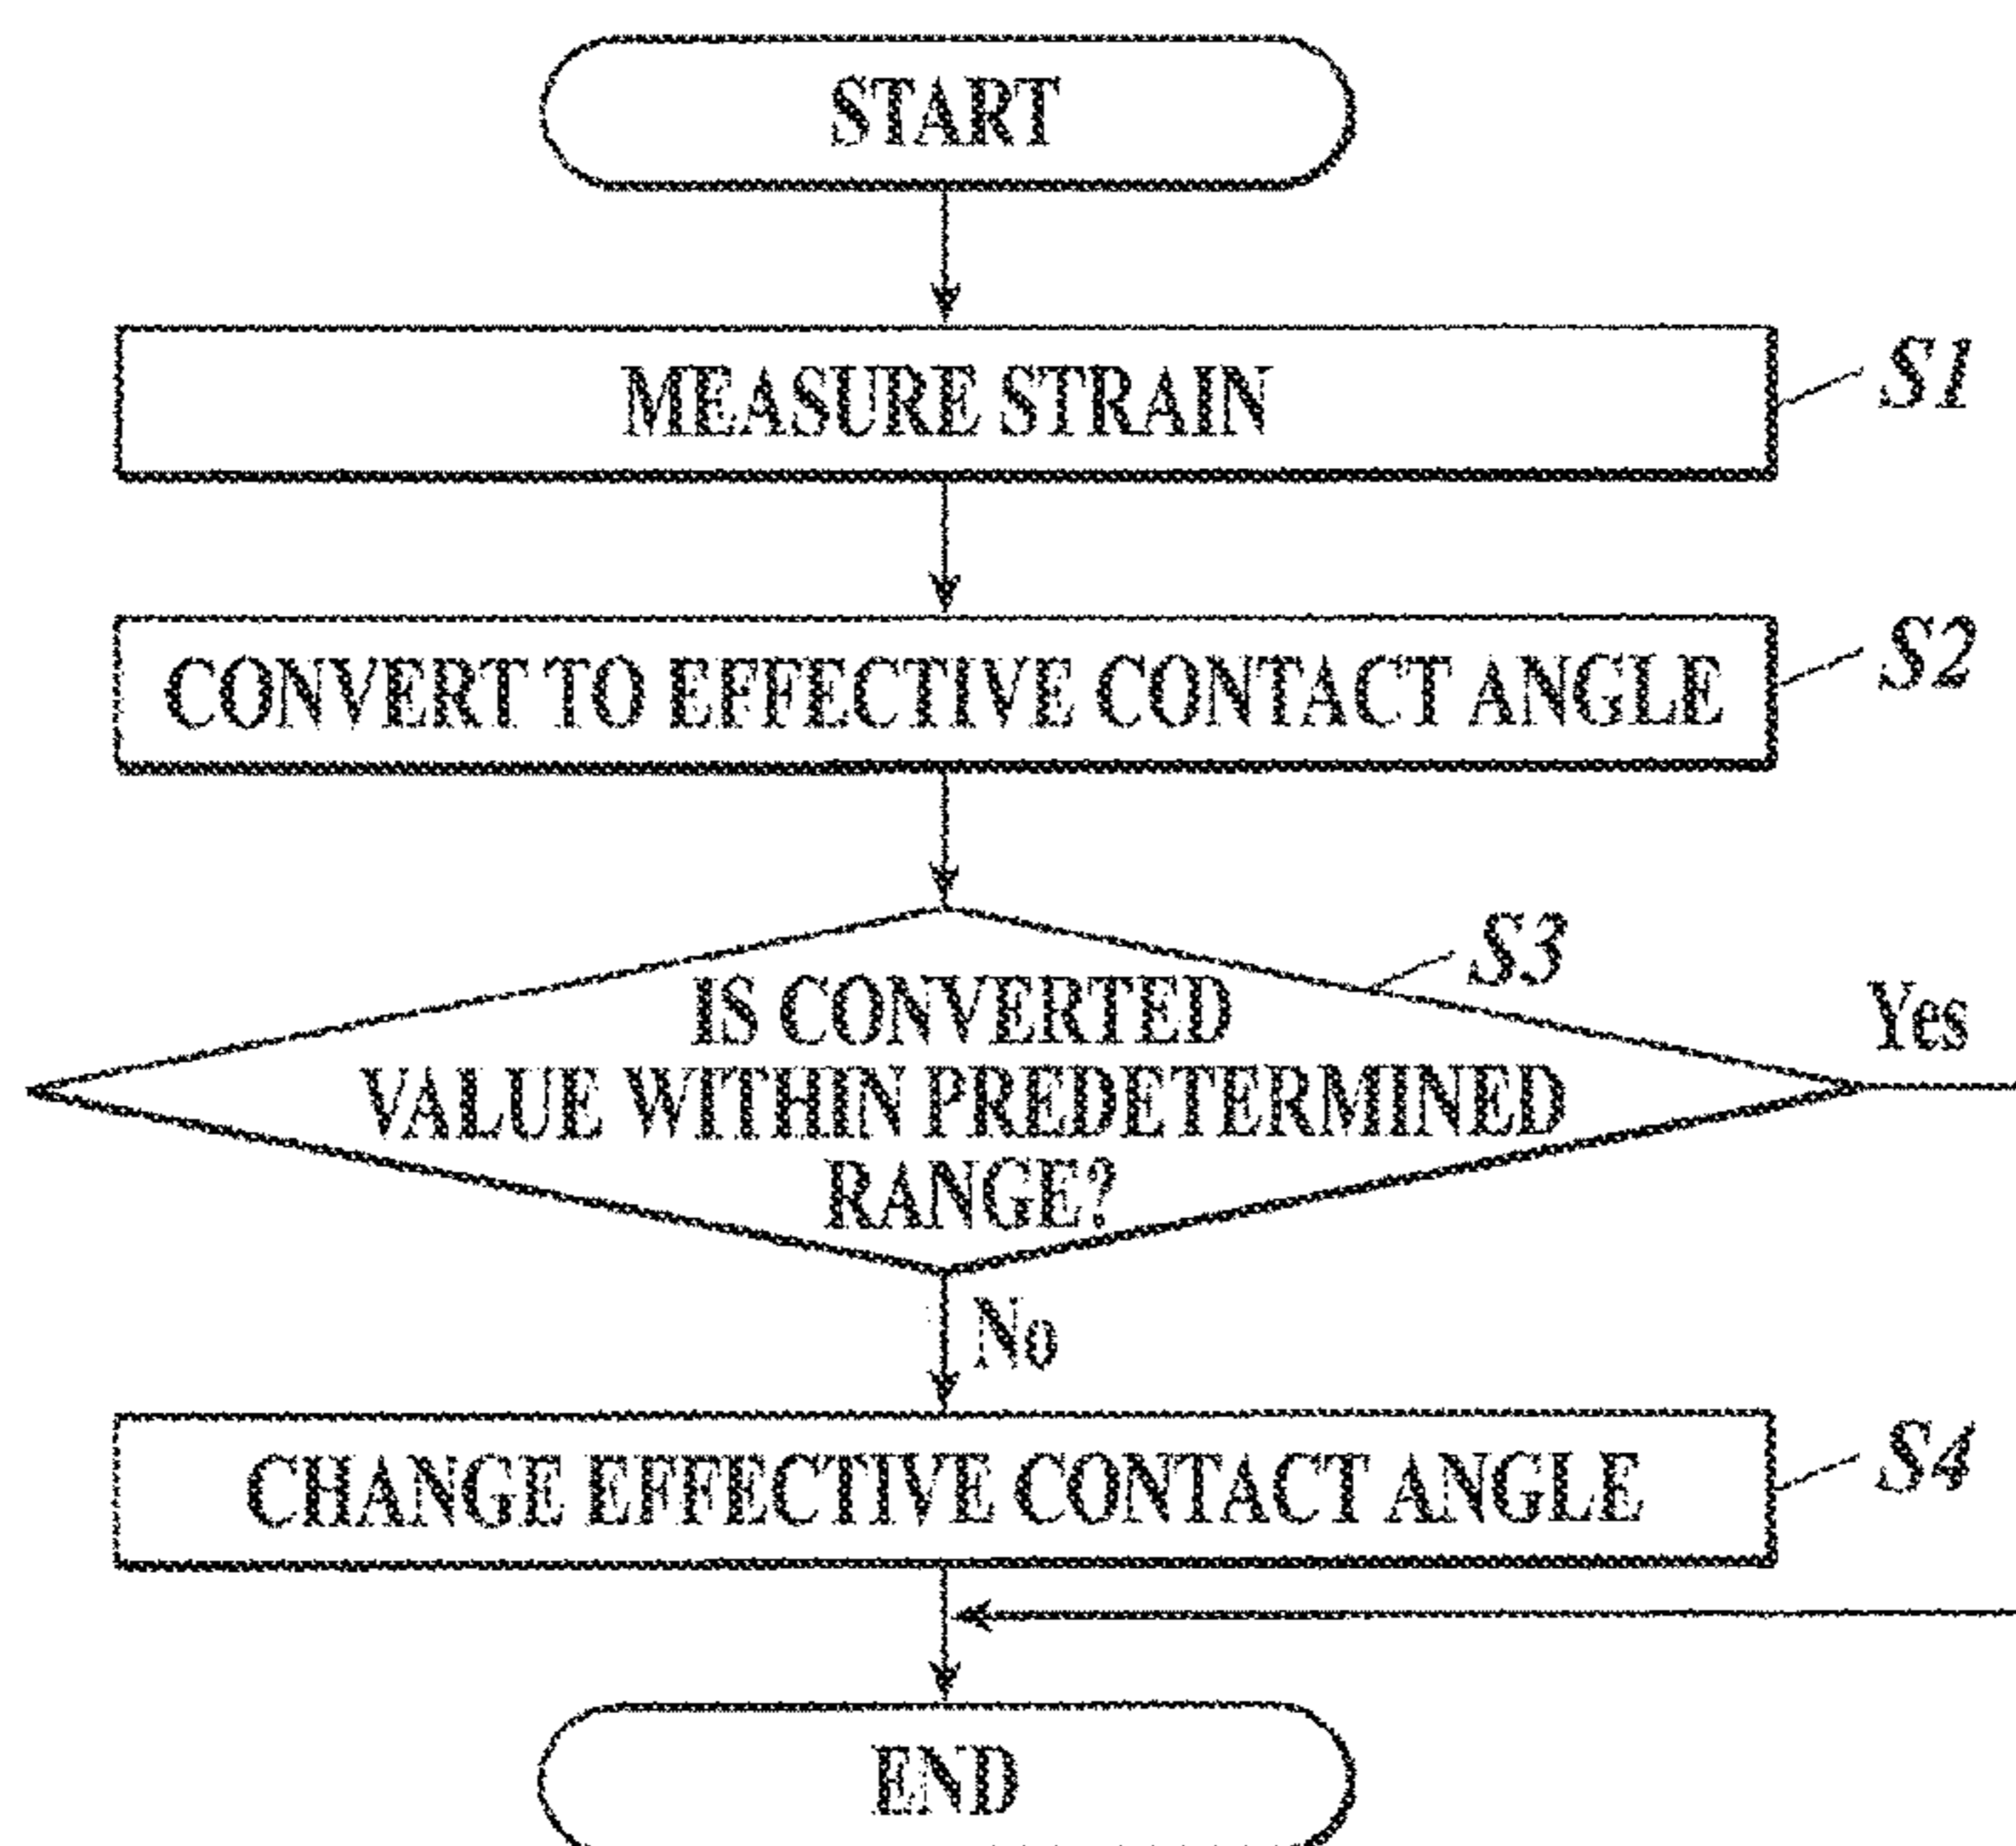 START
MEASURE STRAIN
S1
CONVERT TO EFFECTIVE CONTACT ANGLE
S2
S3
IS CONVERTED
VALUE WITHIN PREDETERMINED
RANGE?
Yes
No
CHANGE EFFECTIVE CONTACT ANGLE
S4
END